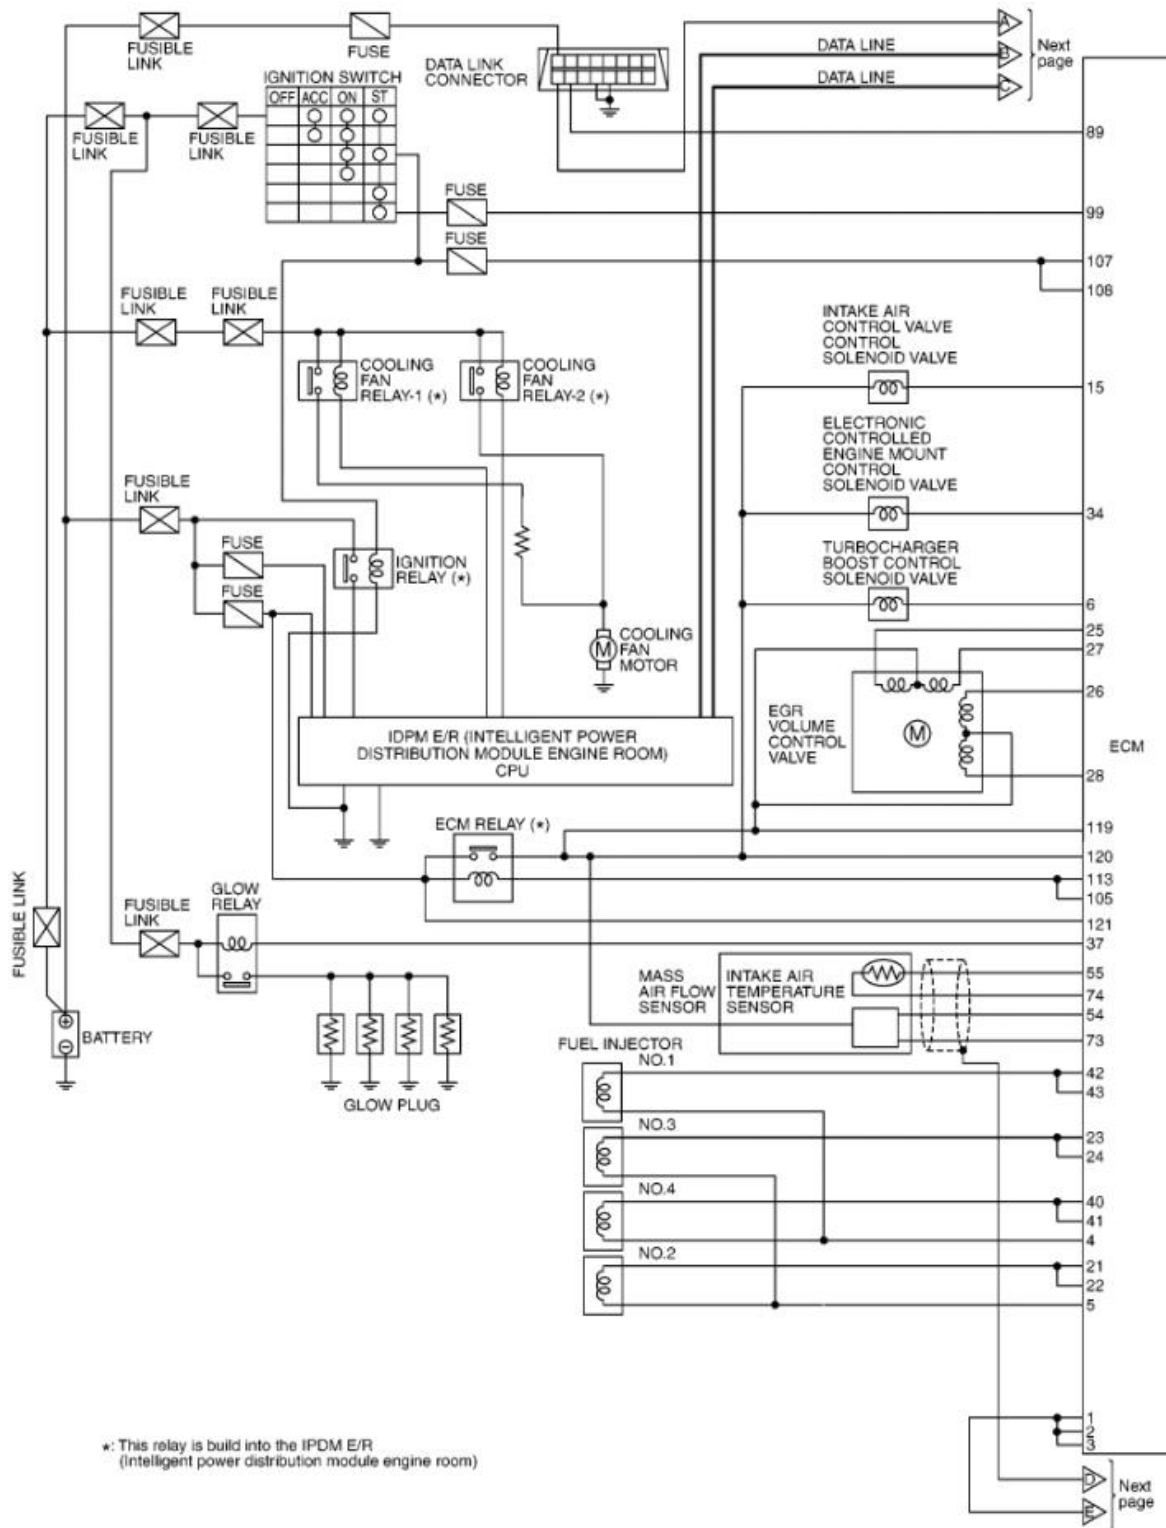 FUSIBLE
LINK
FUSE
DATA LINK
CONNECTOR
A
DATA LINE
B
DATA LINE
C
Next
page
IGNITION SWITCH
OFF ACC ON ST
FUSIBLE
LINK
FUSIBLE
LINK
89
FUSE
99
FUSE
107
108
FUSIBLE
LINK
FUSIBLE
LINK
COOLING
FAN
RELAY-1 (*)
COOLING
FAN
RELAY-2 (*)
INTAKE AIR
CONTROL VALVE
CONTROL
SOLENOID VALVE
15
ELECTRONIC
CONTROLLED
ENGINE MOUNT
CONTROL
SOLENOID VALVE
34
FUSIBLE
LINK
FUSE
FUSE
IGNITION
RELAY (*)
TURBOCHARGER
BOOST CONTROL
SOLENOID VALVE
6
25
27
M
COOLING
FAN
MOTOR
26
EGR
VOLUME
CONTROL
VALVE
M
28
ECM
IDPM E/R (INTELLIGENT POWER
DISTRIBUTION MODULE ENGINE ROOM)
CPU
119
ECM RELAY (*)
120
113
105
121
37
FUSIBLE LINK
FUSIBLE
LINK
GLOW
RELAY
MASS
AIR FLOW
SENSOR
INTAKE AIR
TEMPERATURE
SENSOR
55
74
54
73
BATTERY
GLOW PLUG
FUEL INJECTOR
NO.1
42
43
NO.3
23
24
NO.4
40
41
4
NO.2
21
22
5
1
2
3
*: This relay is build into the IPDM E/R
(Intelligent power distribution module engine room)
D
E
Next
page